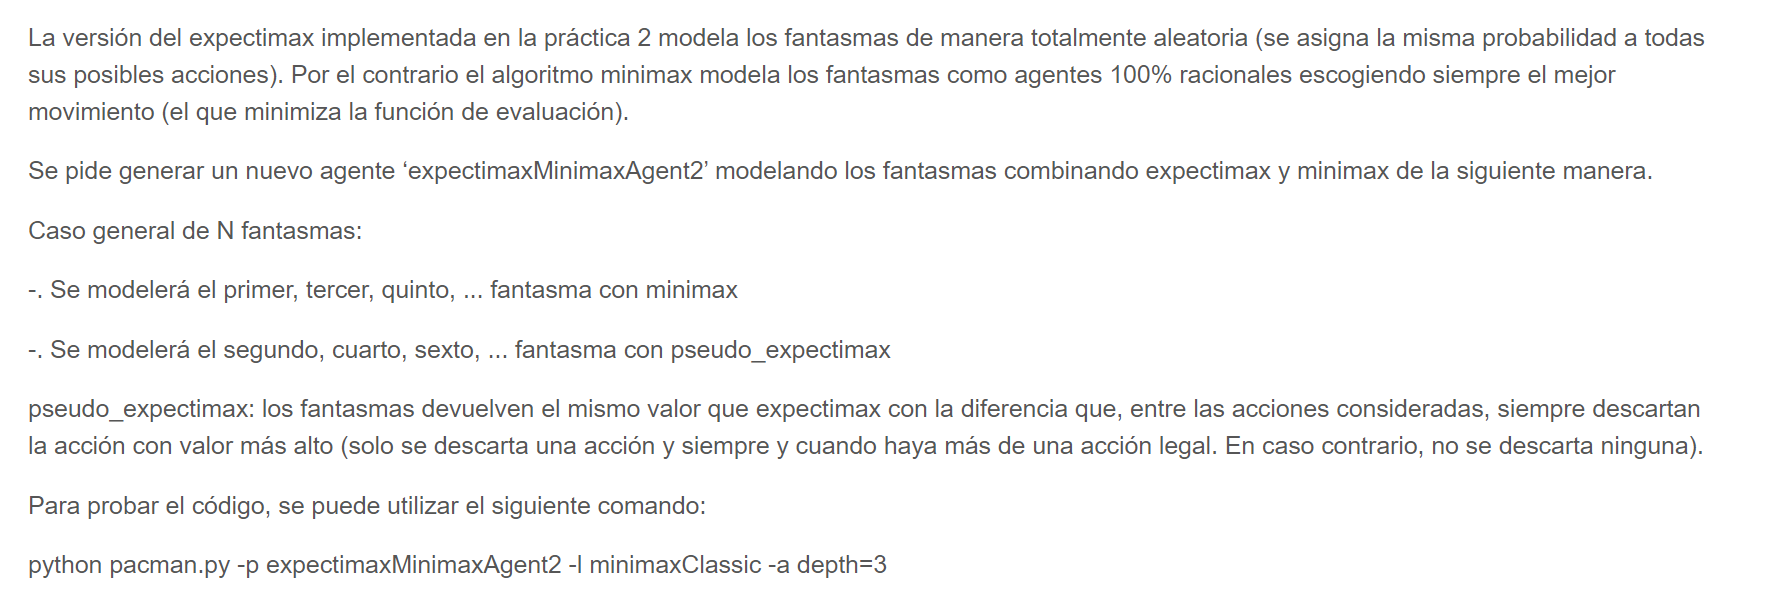 La versión del expectimax implementada en la práctica 2 modela los fantasmas de manera totalmente aleatoria (se asigna la misma probabilidad a todas
sus posibles acciones). Por el contrario el algoritmo minimax modela los fantasmas como agentes 100% racionales escogiendo siempre el mejor
movimiento (el que minimiza la función de evaluación).
Se pide generar un nuevo agente ‘expectimaxMinimaxAgent2’ modelando los fantasmas combinando expectimax y minimax de la siguiente manera.
Caso general de N fantasmas:
-. Se modelerá el primer, tercer, quinto, ... fantasma con minimax
-. Se modelerá el segundo, cuarto, sexto, ... fantasma con pseudo_expectimax
pseudo_expectimax: los fantasmas devuelven el mismo valor que expectimax con la diferencia que, entre las acciones consideradas, siempre descartan
la acción con valor más alto (solo se descarta una acción y siempre y cuando haya más de una acción legal. En caso contrario, no se descarta ninguna).
Para probar el código, se puede utilizar el siguiente comando:
python pacman.py -p expectimaxMinimaxAgent2 -l minimaxClassic -a depth=3